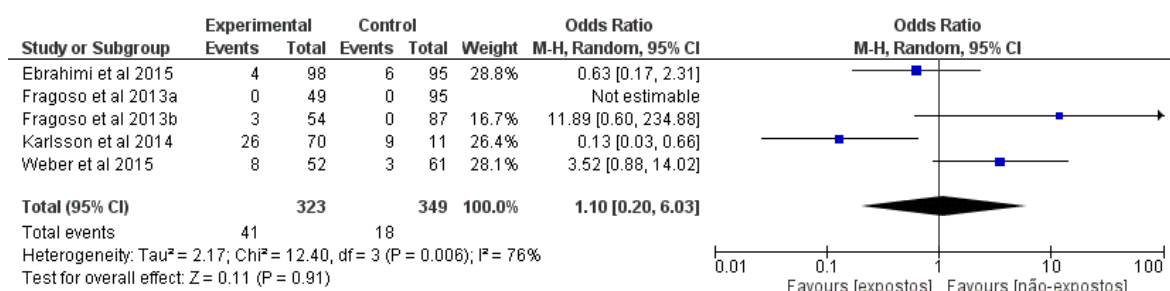 Experimental Control Odds Ratio Odds Ratio
Study or Subgroup Events Total Events Total Weight M-H, Random, 95% CI M-H, Random, 95% CI
Ebrahimi et al 2015 4 98 6 95 28.8% 0.63 [0.17, 2.31]
Fragoso et al 2013a 0 49 0 95 Not estimable
Fragoso et al 2013b 3 54 0 87 16.7% 11.89 [0.60, 234.88]
Karlsson et al 2014 26 70 9 11 26.4% 0.13 [0.03, 0.66]
Weber et al 2015 8 52 3 61 28.1% 3.52 [0.88, 14.02]
Total (95% CI) 323 349 100.0% 1.10 [0.20, 6.03]
Total events 41 18
Heterogeneity: Tau² = 2.17; Chi² = 12.40, df = 3 (P = 0.006); I² = 76%
Test for overall effect: Z = 0.11 (P = 0.91)
0.01 0.1 1 10 100
Favours [expostos] Favours [não-expostos]